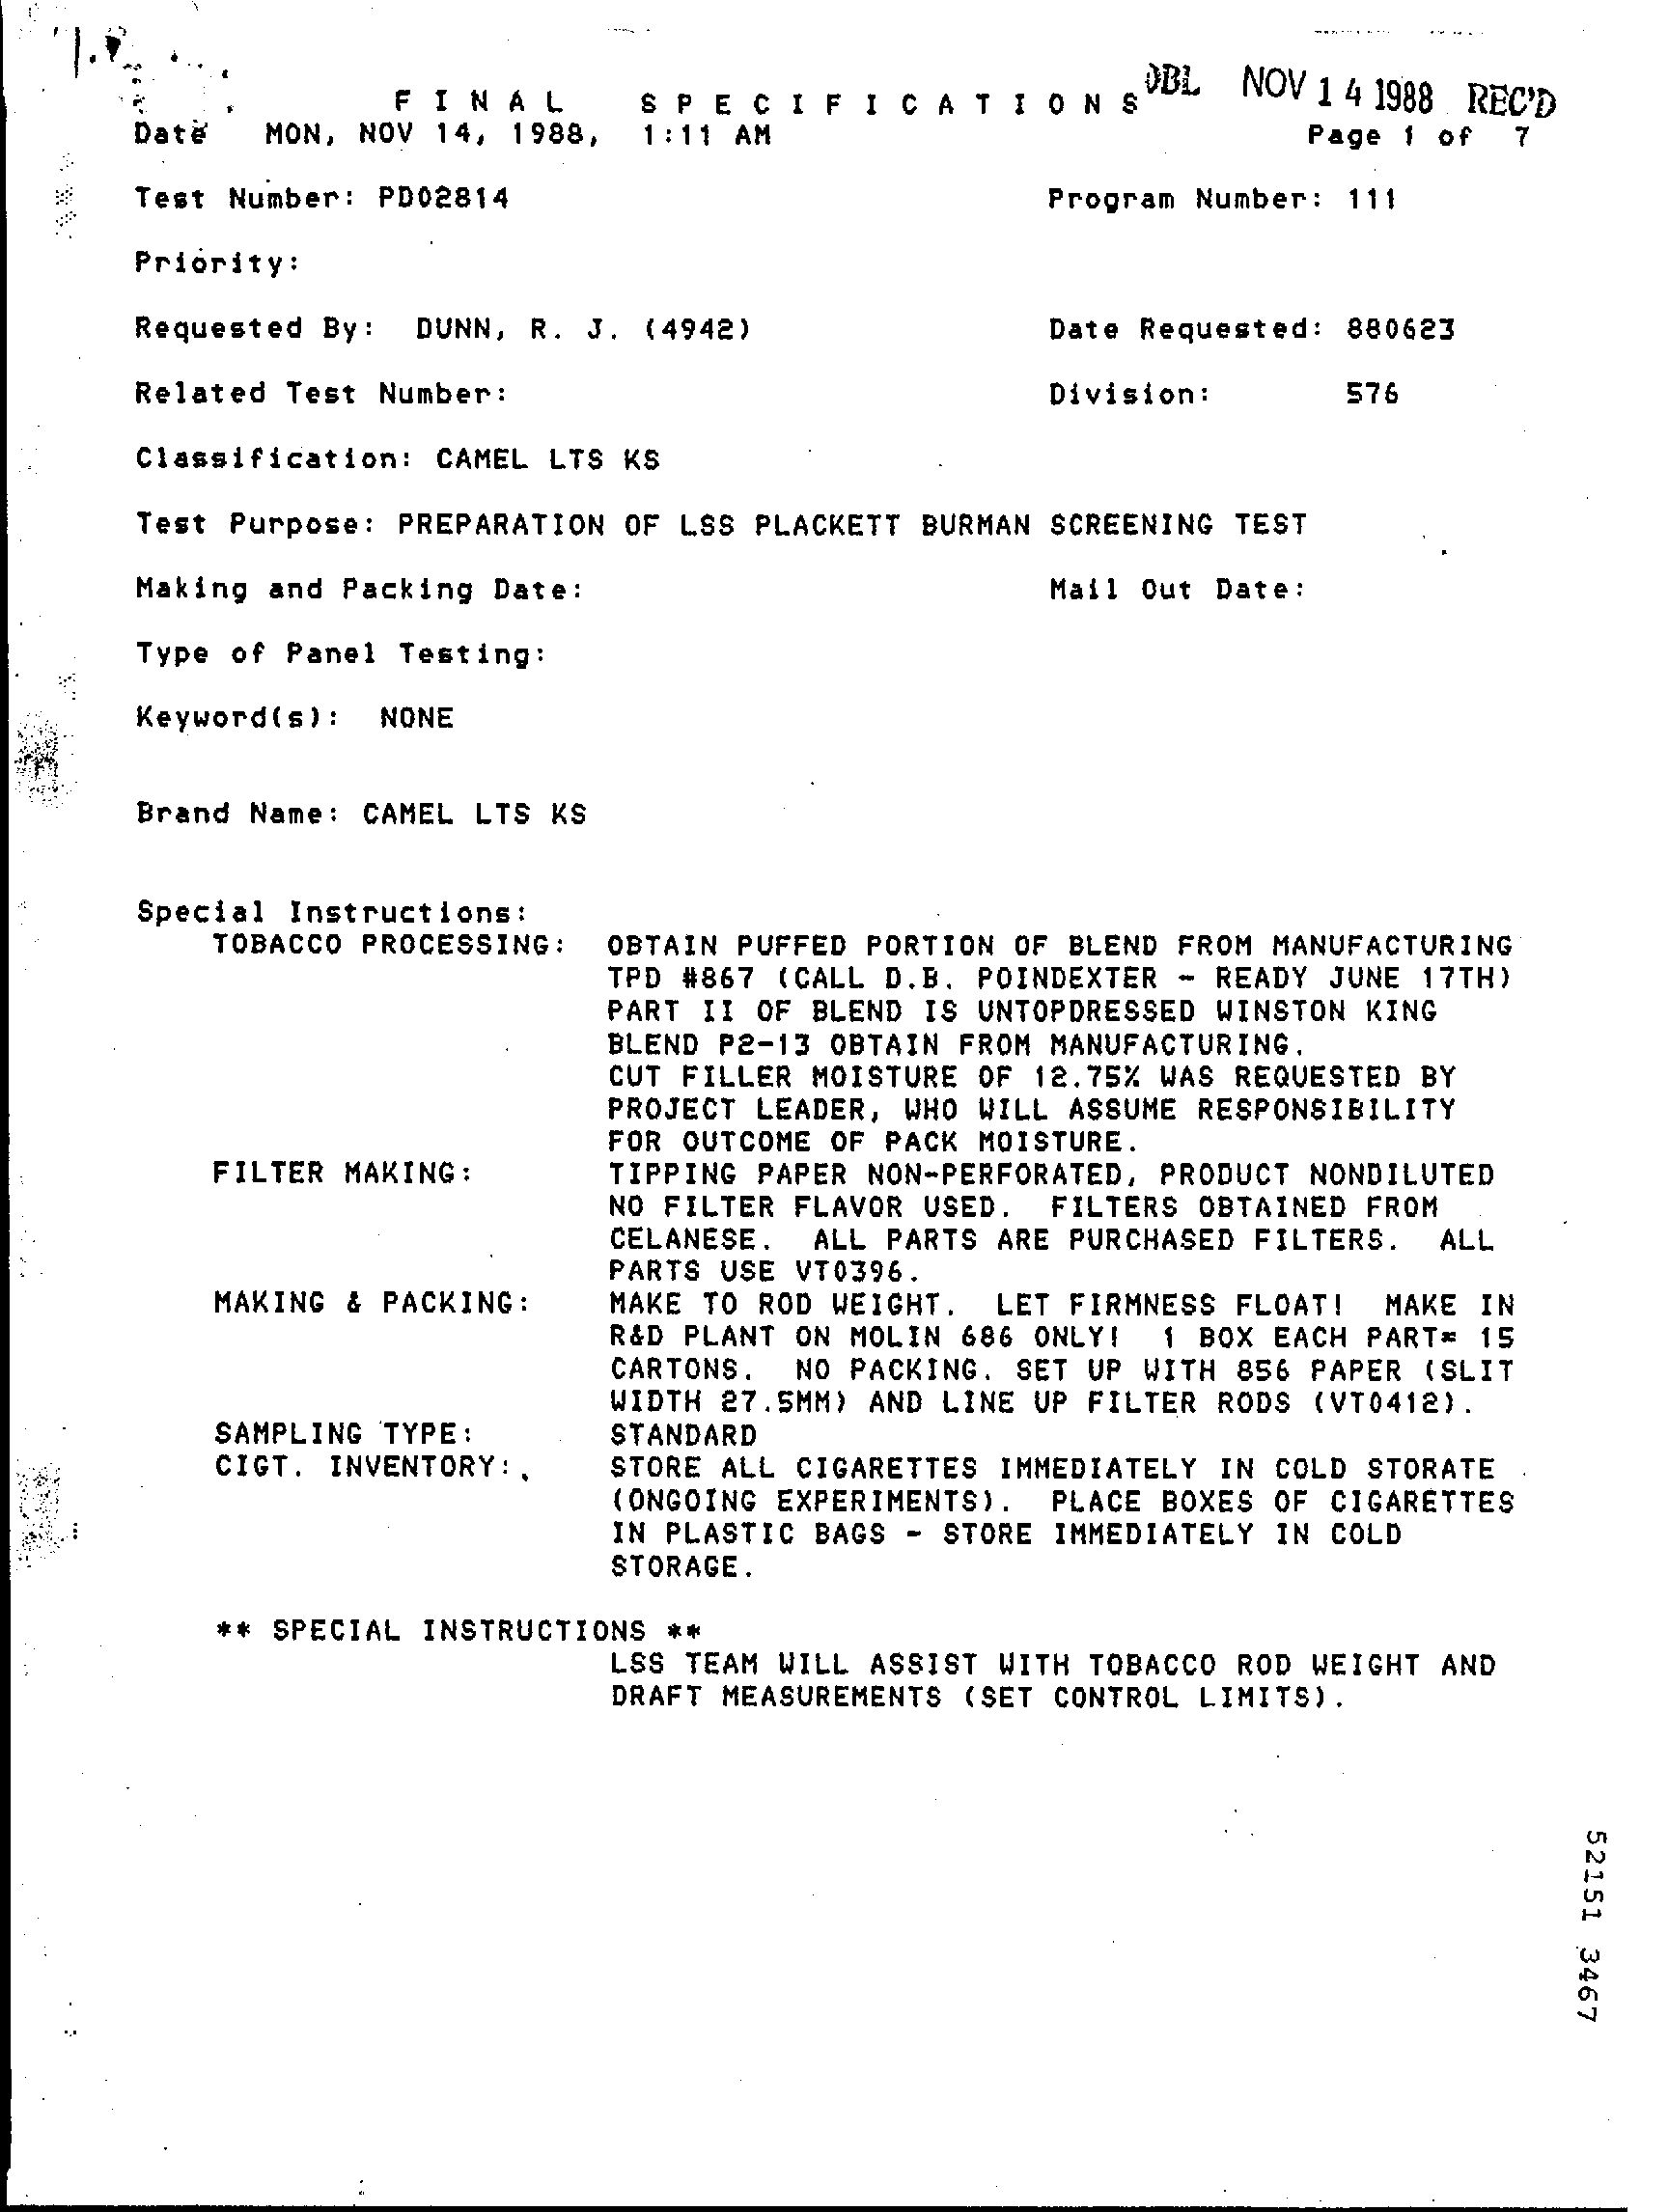 FINAL SPECIFICATIONS DBL NOV 14 1988 REC'D
Date MON, NOV 14, 1988, 1:11 AM Page 1 of 7
Test Number: PD02814 Program Number: 111
Priority:
Requested By: DUNN, R. J. (4942) Date Requested: 880623
Related Test Number: Division: 576
Classification: CAMEL LTS KS
Test Purpose: PREPARATION OF LSS PLACKETT BURMAN SCREENING TEST
Making and Packing Date: Mail Out Date:
Type of Panel Testing:
Keyword(s): NONE
Brand Name: CAMEL LTS KS
Special Instructions:
TOBACCO PROCESSING: OBTAIN PUFFED PORTION OF BLEND FROM MANUFACTURING
TPD #867 (CALL D.B. POINDEXTER - READY JUNE 17TH)
PART II OF BLEND IS UNTOPDRESSED WINSTON KING
BLEND P2-13 OBTAIN FROM MANUFACTURING.
CUT FILLER MOISTURE OF 12.75% WAS REQUESTED BY
PROJECT LEADER, WHO WILL ASSUME RESPONSIBILITY
FOR OUTCOME OF PACK MOISTURE.
FILTER MAKING: TIPPING PAPER NON-PERFORATED, PRODUCT NONDILUTED
NO FILTER FLAVOR USED. FILTERS OBTAINED FROM
CELANESE. ALL PARTS ARE PURCHASED FILTERS. ALL
PARTS USE VT0396.
MAKING & PACKING: MAKE TO ROD WEIGHT. LET FIRMNESS FLOAT! MAKE IN
R&D PLANT ON MOLIN 686 ONLY! 1 BOX EACH PART= 15
CARTONS. NO PACKING. SET UP WITH 856 PAPER (SLIT
WIDTH 27.5MM) AND LINE UP FILTER RODS (VT0412).
SAMPLING TYPE: STANDARD
CIGT. INVENTORY: STORE ALL CIGARETTES IMMEDIATELY IN COLD STORATE
(ONGOING EXPERIMENTS). PLACE BOXES OF CIGARETTES
IN PLASTIC BAGS - STORE IMMEDIATELY IN COLD
STORAGE.
** SPECIAL INSTRUCTIONS **
LSS TEAM WILL ASSIST WITH TOBACCO ROD WEIGHT AND
DRAFT MEASUREMENTS (SET CONTROL LIMITS).
52151 3467